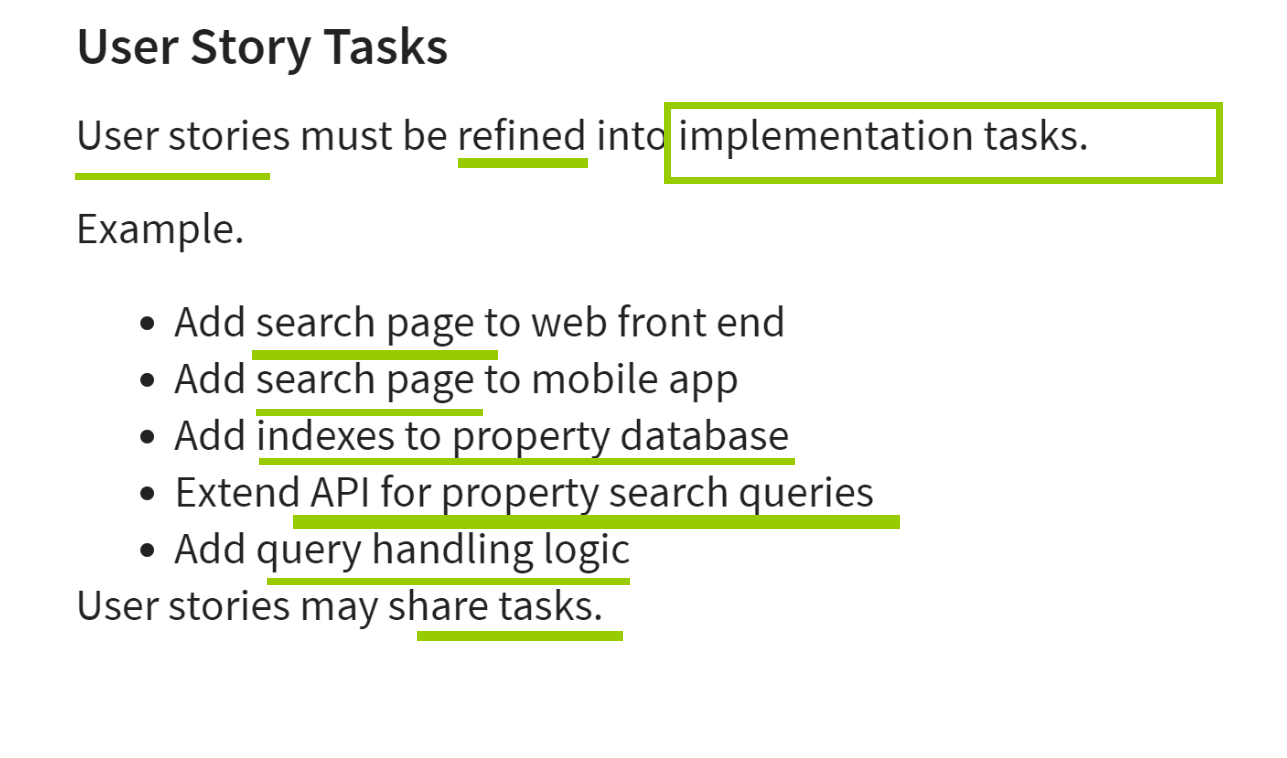 User Story Tasks
User stories must be refined into implementation tasks.
Example.
• Add search page to web front end
• Add search page to mobile app
• Add indexes to property database
• Extend API for property search queries
• Add query handling logic
User stories may share tasks.